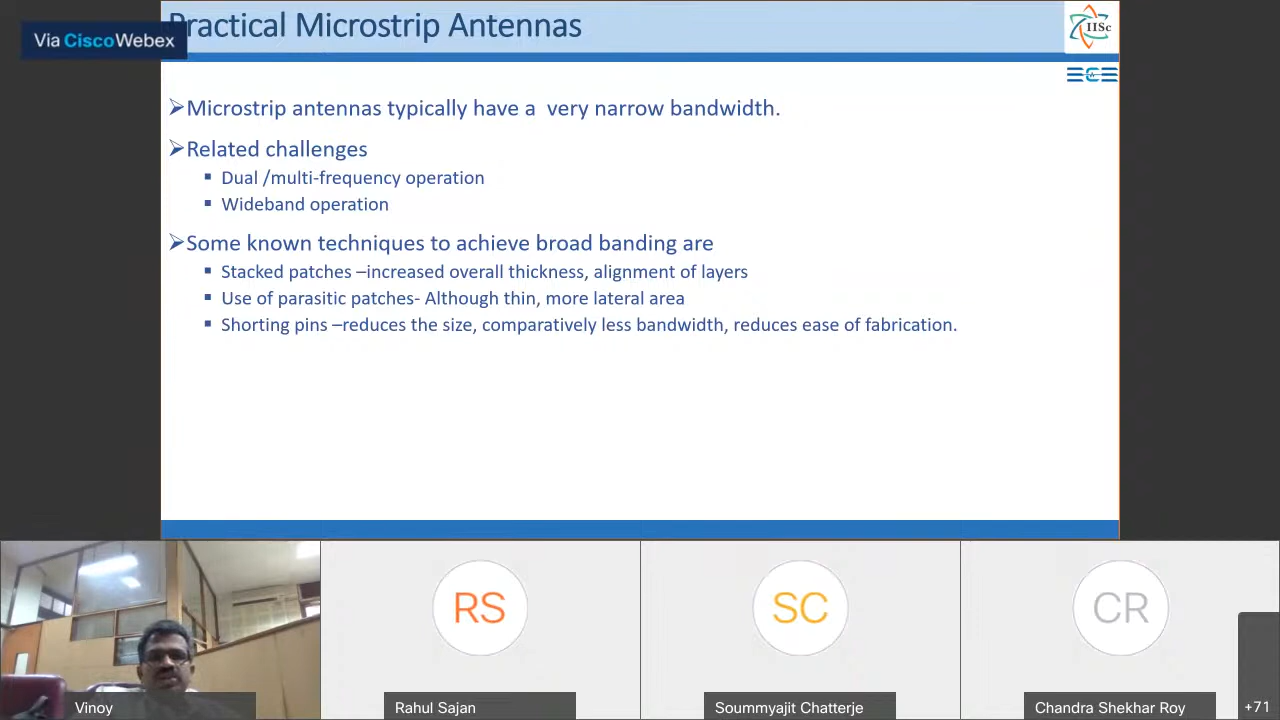 Via CiscoWebex
Practical Microstrip Antennas
IISc
ECE
Microstrip antennas typically have a very narrow bandwidth.
Related challenges
Dual /multi-frequency operation
Wideband operation
Some known techniques to achieve broad banding are
Stacked patches –increased overall thickness, alignment of layers
Use of parasitic patches- Although thin, more lateral area
Shorting pins –reduces the size, comparatively less bandwidth, reduces ease of fabrication.
RS
SC
CR
Vinoy
Rahul Sajan
Soummyajit Chatterje
Chandra Shekhar Roy
+71